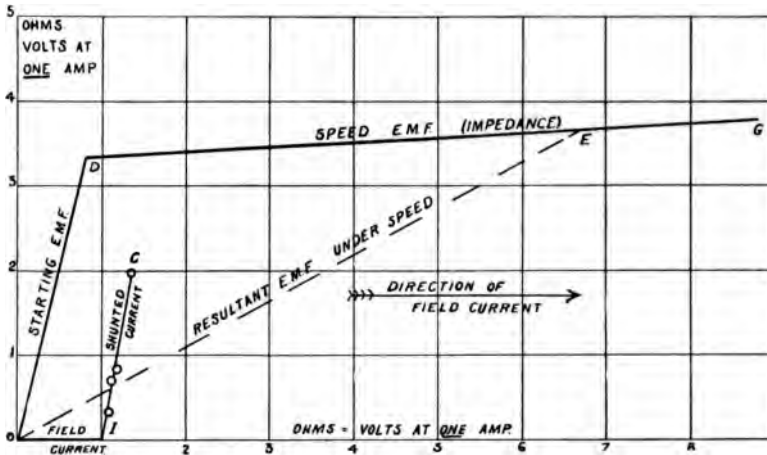 5
OHMS.
VOLTS AT
ONE AMP
4
SPEED E.M.F. (IMPEDANCE)
D
E
G
3
STARTING E.M.F.
2
C
SHUNTED
CURRENT
RESULTANT E.M.F. UNDER SPEED
DIRECTION OF
FIELD CURRENT
1
I
0
FIELD
CURRENT
OHMS = VOLTS AT ONE AMP.
2
3
4
5
6
7
8